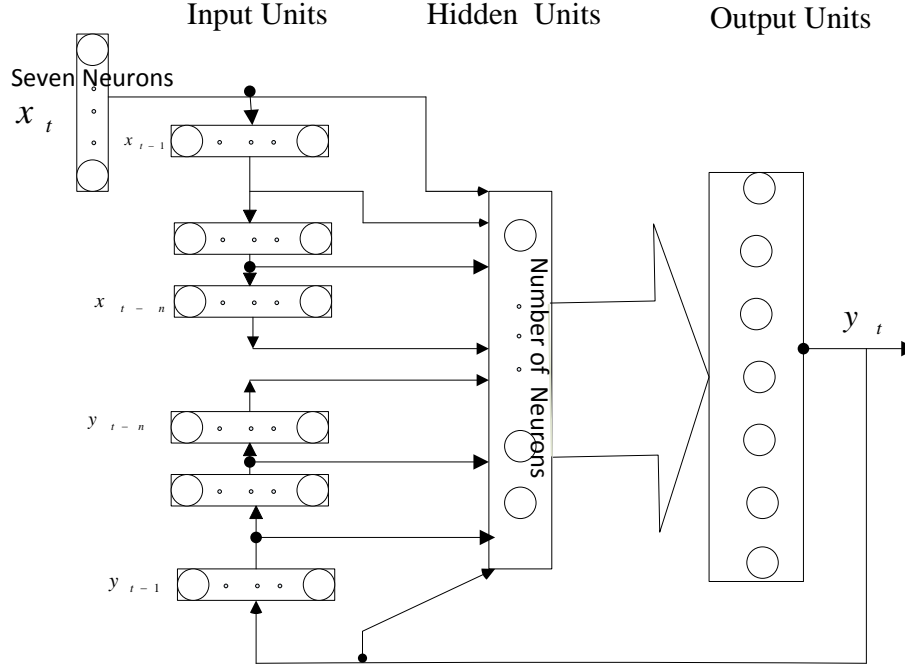 Input Units
Hidden Units
Output Units
Seven Neurons
x t
x t - 1
x t - n
y t - n
y t - 1
Number of Neurons
y t